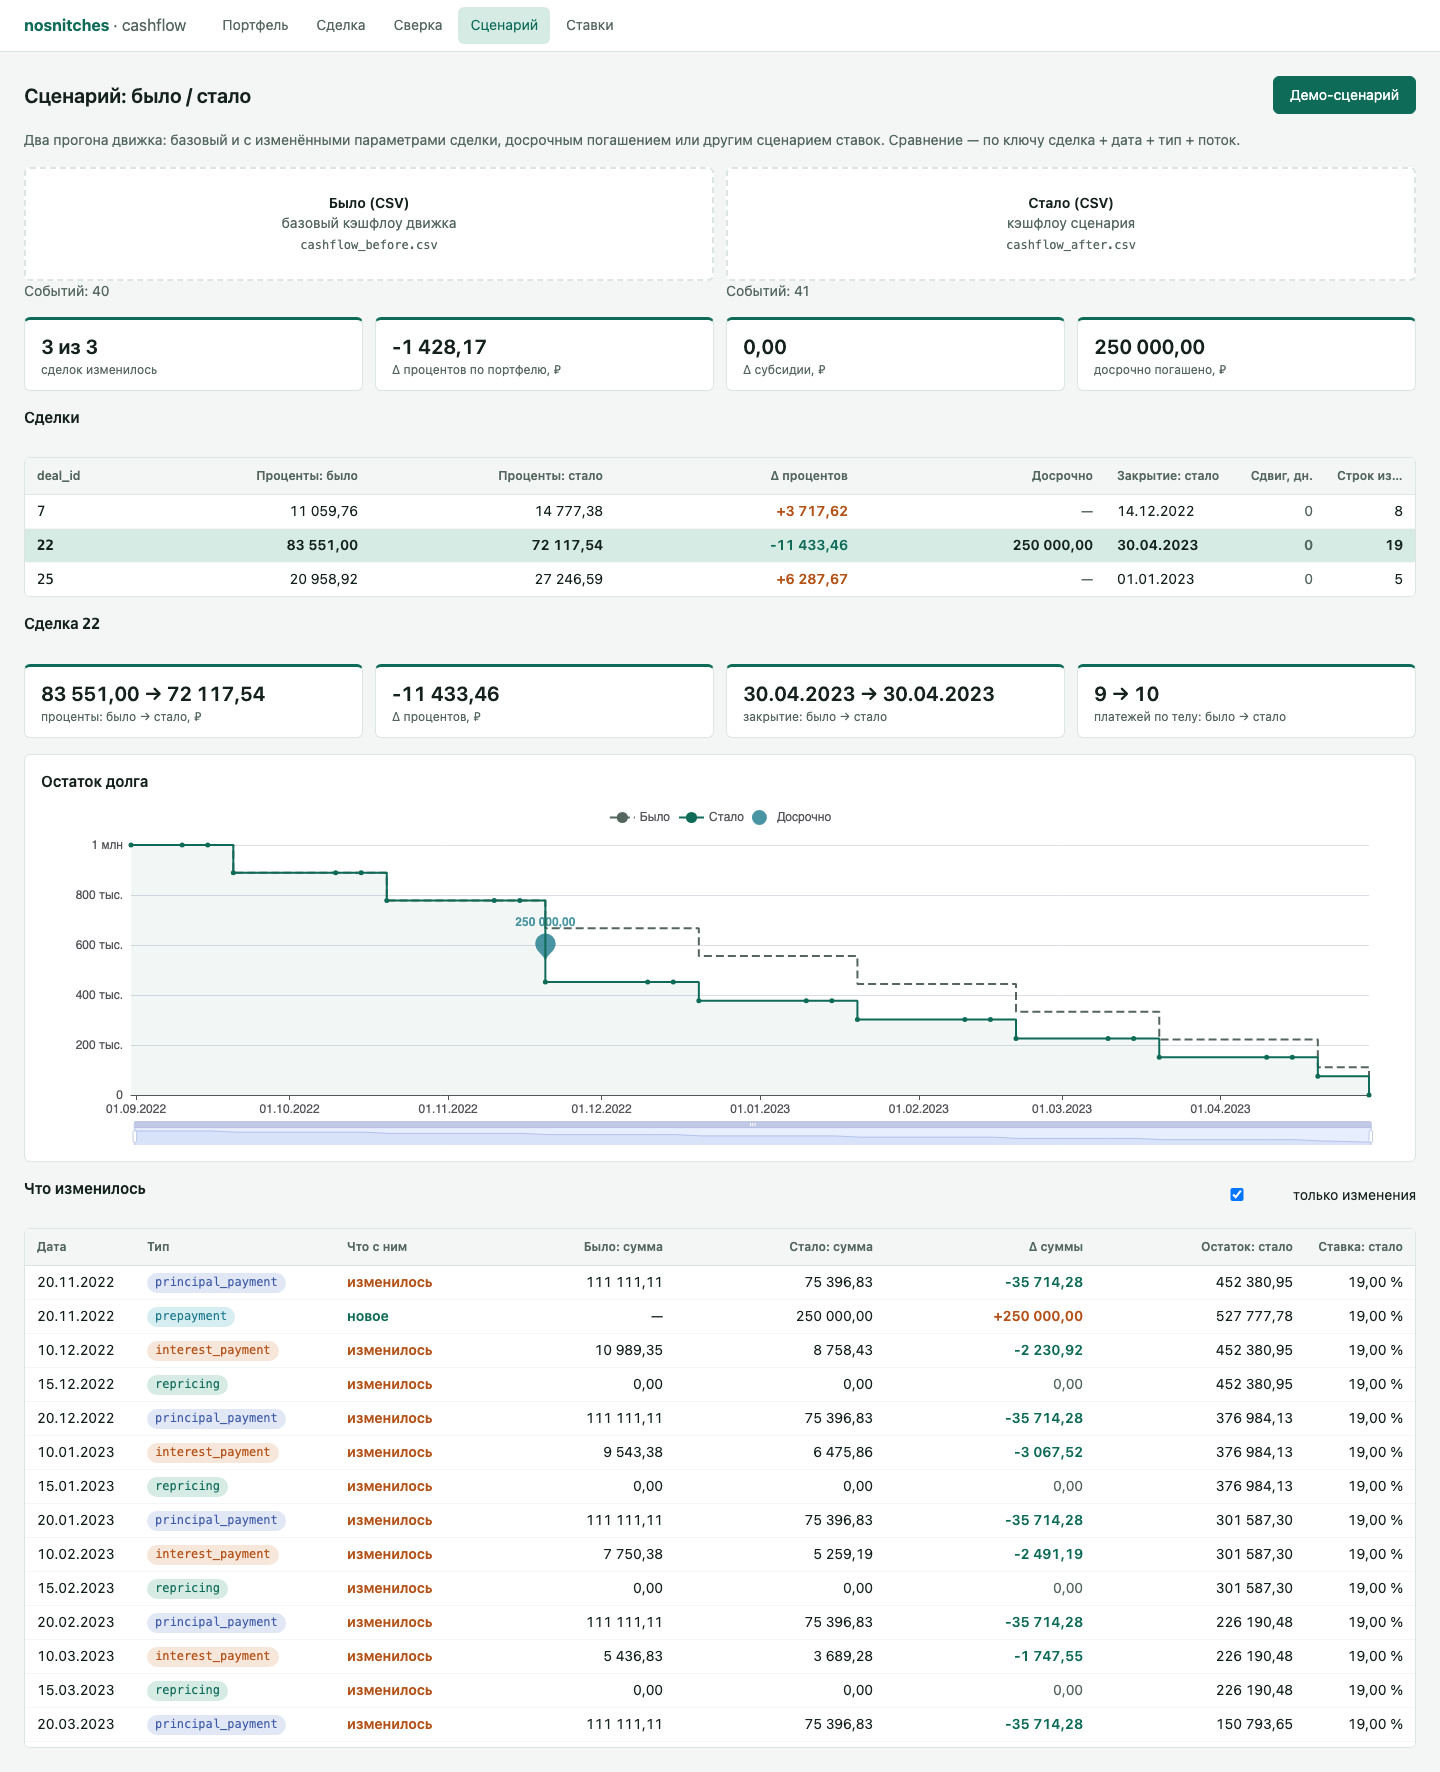 nosnitches · cashflow Портфель Сделка Сверка Сценарий Ставки
Сценарий: было / стало Демо-сценарий
Два прогона движка: базовый и с изменёнными параметрами сделки, досрочным погашением или другим сценарием ставок. Сравнение — по ключу сделка + дата + тип + поток.
Было (CSV) Стало (CSV)
базовый кэшфлоу движка кэшфлоу сценария
cashflow_before.csv cashflow_after.csv
Событий: 40 Событий: 41
3 из 3 -1 428,17 0,00 250 000,00
сделок изменилось Δ процентов по портфелю, ₽ Δ субсидии, ₽ досрочно погашено, ₽
Сделки
deal_id Проценты: было Проценты: стало Δ процентов Досрочно Закрытие: стало Сдвиг, дн. Строк из...
7 11 059,76 14 777,38 +3 717,62 — 14.12.2022 0 8
22 83 551,00 72 117,54 -11 433,46 250 000,00 30.04.2023 0 19
25 20 958,92 27 246,59 +6 287,67 — 01.01.2023 0 5
Сделка 22
83 551,00 → 72 117,54 -11 433,46 30.04.2023 → 30.04.2023 9 → 10
проценты: было → стало, ₽ Δ процентов, ₽ закрытие: было → стало платежей по телу: было → стало
Остаток долга
Было Стало Досрочно
1 млн
800 тыс.
250 000,00
600 тыс.
400 тыс.
200 тыс.
0
01.09.2022 01.10.2022 01.11.2022 01.12.2022 01.01.2023 01.02.2023 01.03.2023 01.04.2023
Что изменилось только изменения
Дата Тип Что с ним Было: сумма Стало: сумма Δ суммы Остаток: стало Ставка: стало
20.11.2022 principal_payment изменилось 111 111,11 75 396,83 -35 714,28 452 380,95 19,00 %
20.11.2022 prepayment новое — 250 000,00 +250 000,00 527 777,78 19,00 %
10.12.2022 interest_payment изменилось 10 989,35 8 758,43 -2 230,92 452 380,95 19,00 %
15.12.2022 repricing изменилось 0,00 0,00 0,00 452 380,95 19,00 %
20.12.2022 principal_payment изменилось 111 111,11 75 396,83 -35 714,28 376 984,13 19,00 %
10.01.2023 interest_payment изменилось 9 543,38 6 475,86 -3 067,52 376 984,13 19,00 %
15.01.2023 repricing изменилось 0,00 0,00 0,00 376 984,13 19,00 %
20.01.2023 principal_payment изменилось 111 111,11 75 396,83 -35 714,28 301 587,30 19,00 %
10.02.2023 interest_payment изменилось 7 750,38 5 259,19 -2 491,19 301 587,30 19,00 %
15.02.2023 repricing изменилось 0,00 0,00 0,00 301 587,30 19,00 %
20.02.2023 principal_payment изменилось 111 111,11 75 396,83 -35 714,28 226 190,48 19,00 %
10.03.2023 interest_payment изменилось 5 436,83 3 689,28 -1 747,55 226 190,48 19,00 %
15.03.2023 repricing изменилось 0,00 0,00 0,00 226 190,48 19,00 %
20.03.2023 principal_payment изменилось 111 111,11 75 396,83 -35 714,28 150 793,65 19,00 %